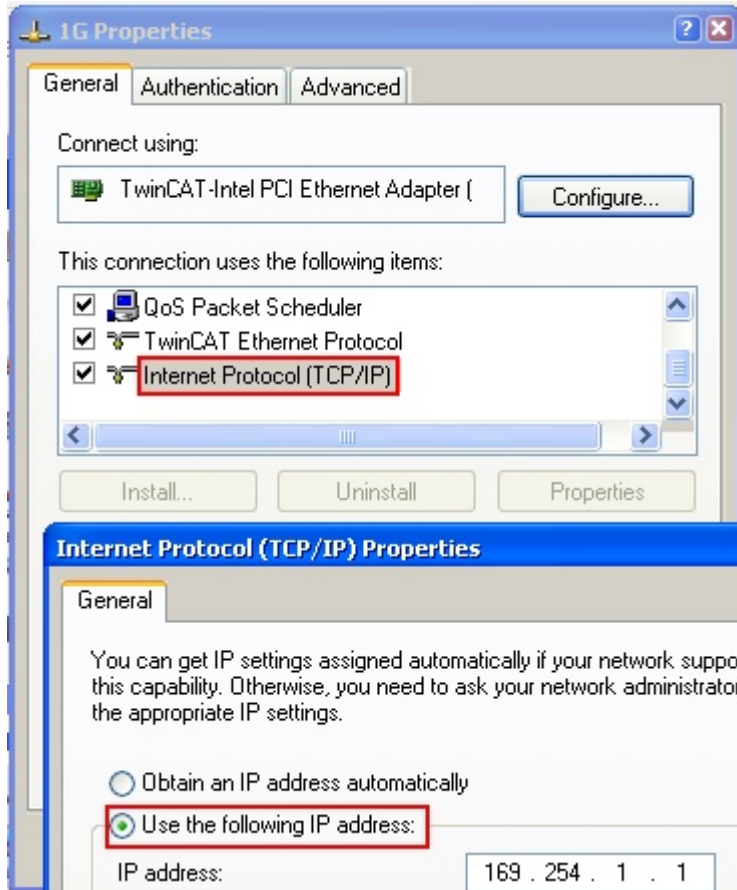 1G Properties
General Authentication Advanced
Connect using:
TwinCAT-Intel PCI Ethernet Adapter ( Configure...
This connection uses the following items:
QoS Packet Scheduler
TwinCAT Ethernet Protocol
Internet Protocol (TCP/IP)
Install... Uninstall Properties
Internet Protocol (TCP/IP) Properties
General
You can get IP settings assigned automatically if your network suppo
this capability. Otherwise, you need to ask your network administrator
the appropriate IP settings.
Obtain an IP address automatically
Use the following IP address:
IP address: 169 . 254 . 1 . 1